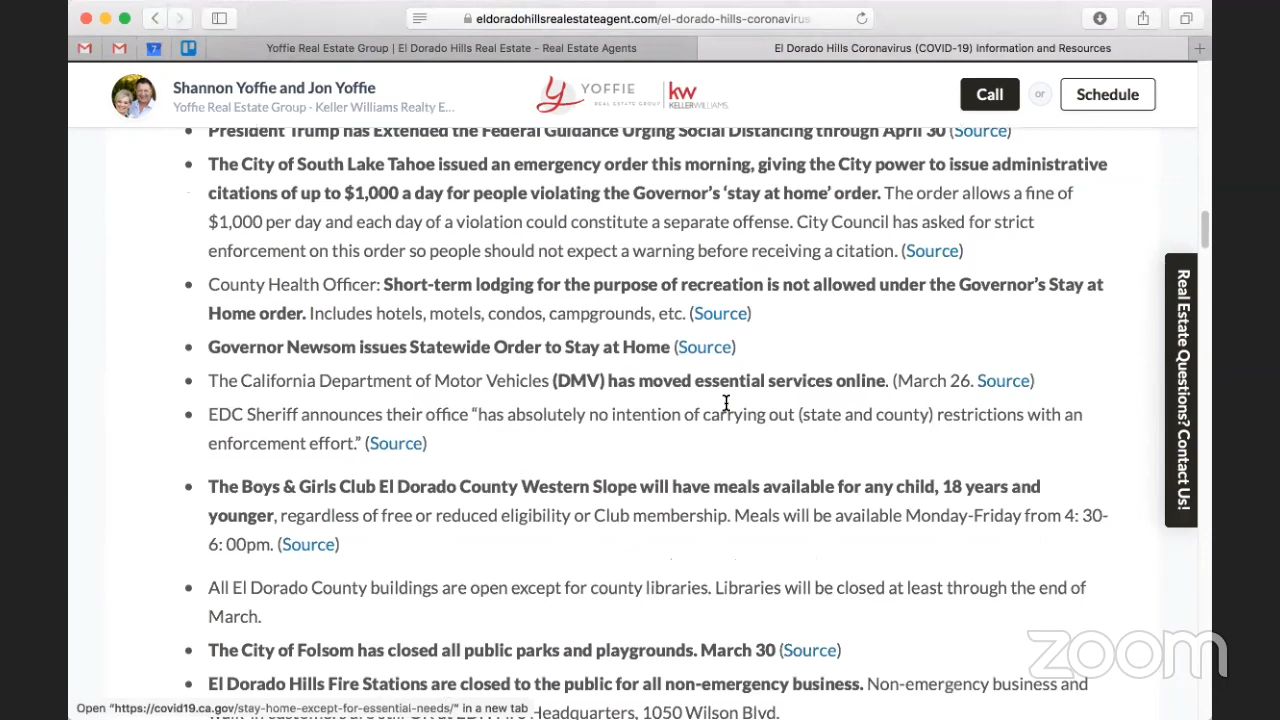 eldoradohillsrealestateagent.com/el-dorado-hills-coronavirus
7
Yoffie Real Estate Group | El Dorado Hills Real Estate - Real Estate Agents
El Dorado Hills Coronavirus (COVID-19) Information and Resources
Shannon Yoffie and Jon Yoffie
Yoffie Real Estate Group - Keller Williams Realty E...
y YOFFIE
REAL ESTATE GROUP
kw
KELLERWILLIAMS.
Call
or
Schedule
President Trump has Extended the Federal Guidance Urging Social Distancing through April 30 (Source)
The City of South Lake Tahoe issued an emergency order this morning, giving the City power to issue administrative
citations of up to $1,000 a day for people violating the Governor's ‘stay at home’ order. The order allows a fine of
$1,000 per day and each day of a violation could constitute a separate offense. City Council has asked for strict
enforcement on this order so people should not expect a warning before receiving a citation. (Source)
County Health Officer: Short-term lodging for the purpose of recreation is not allowed under the Governor's Stay at
Home order. Includes hotels, motels, condos, campgrounds, etc. (Source)
Governor Newsom issues Statewide Order to Stay at Home (Source)
The California Department of Motor Vehicles (DMV) has moved essential services online. (March 26. Source)
EDC Sheriff announces their office “has absolutely no intention of carrying out (state and county) restrictions with an
enforcement effort.” (Source)
The Boys & Girls Club El Dorado County Western Slope will have meals available for any child, 18 years and
younger, regardless of free or reduced eligibility or Club membership. Meals will be available Monday-Friday from 4: 30-
6: 00pm. (Source)
All El Dorado County buildings are open except for county libraries. Libraries will be closed at least through the end of
March.
The City of Folsom has closed all public parks and playgrounds. March 30 (Source)
El Dorado Hills Fire Stations are closed to the public for all non-emergency business. Non-emergency business and
Headquarters, 1050 Wilson Blvd.
Open “https://covid19.ca.gov/stay-home-except-for-essential-needs/” in a new tab
Real Estate Questions? Contact Us!
zoom